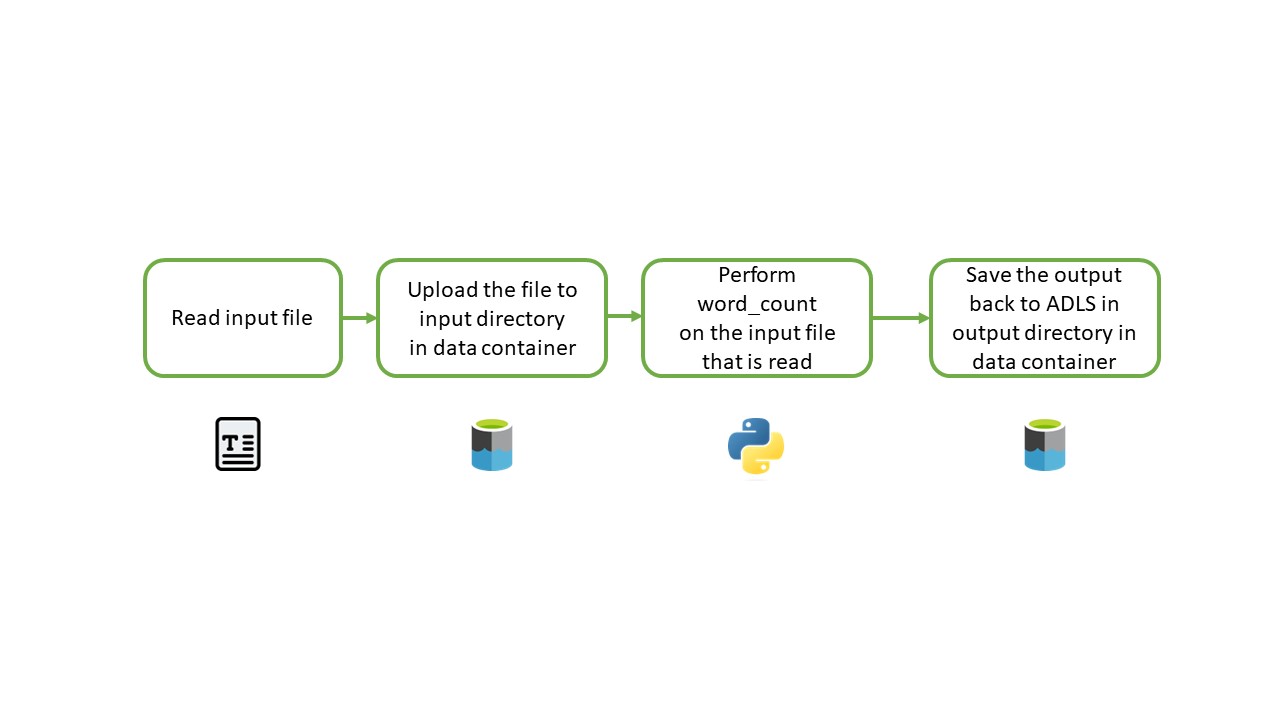 Read input file
Upload the file to
input directory
in data container
Perform
word_count
on the input file
that is read
Save the output
back to ADLS in
output directory in
data container
T